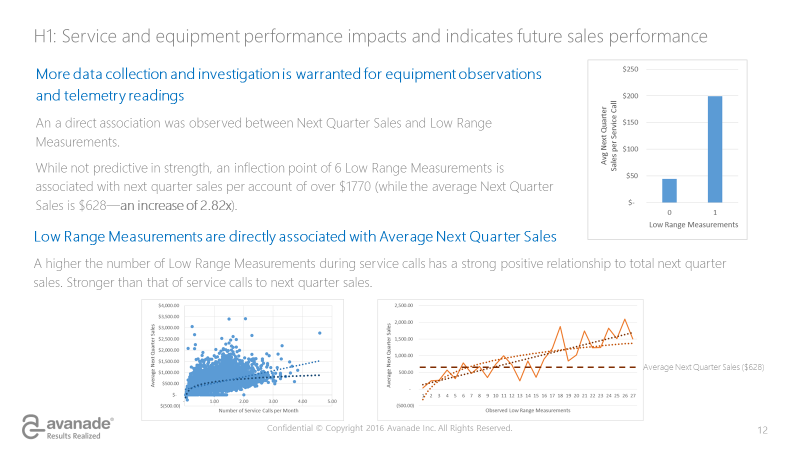 H1: Service and equipment performance impacts and indicates future sales performance
More data collection and investigation is warranted for equipment observations
and telemetry readings
An a direct association was observed between Next Quarter Sales and Low Range
Measurements.
While not predictive in strength, an inflection point of 6 Low Range Measurements is
associated with next quarter sales per account of over $1770 (while the average Next Quarter
Sales is $628—an increase of 2.82x).
$250
$200
$150
$100
$50
$-
Avg Next Quarter
Sales per Service Call
0 1
Low Range Measurements
Low Range Measurements are directly associated with Average Next Quarter Sales
A higher the number of Low Range Measurements during service calls has a strong positive relationship to total next quarter
sales. Stronger than that of service calls to next quarter sales.
$4,000.00
$3,500.00
$3,000.00
$2,500.00
$2,000.00
$1,500.00
$1,000.00
$500.00
$-
$(500.00)
Average Next Quarter Sales
1.00 2.00 3.00 4.00 5.00
Number of Service Calls per Month
2,500.00
2,000.00
1,500.00
1,000.00
500.00
-
(500.00)
Average Next Quarter Sales
1 2 3 4 5 6 7 8 9 10 11 12 13 14 15 16 17 18 19 20 21 22 23 24 25 26 27
Observed Low Range Measurements
Average Next Quarter Sales ($628)
avanade®
Results Realized
Confidential © Copyright 2016 Avanade Inc. All Rights Reserved.
12